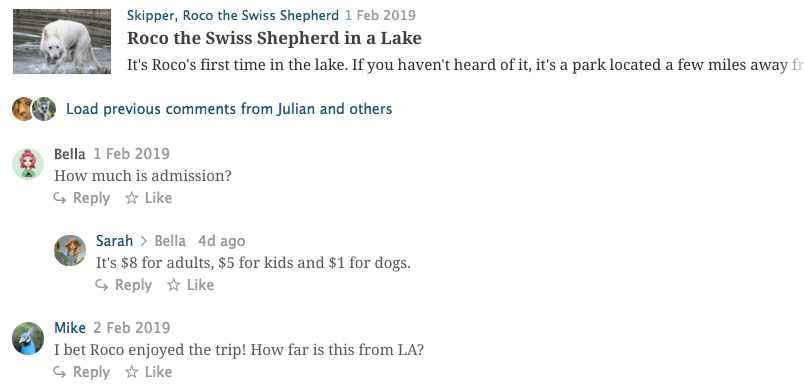 Skipper, Roco the Swiss Shepherd 1 Feb 2019
Roco the Swiss Shepherd in a Lake
It's Roco's first time in the lake. If you haven't heard of it, it's a park located a few miles away fr
Load previous comments from Julian and others
Bella 1 Feb 2019
How much is admission?
Reply Like
Sarah > Bella 4d ago
It's $8 for adults, $5 for kids and $1 for dogs.
Reply Like
Mike 2 Feb 2019
I bet Roco enjoyed the trip! How far is this from LA?
Reply Like